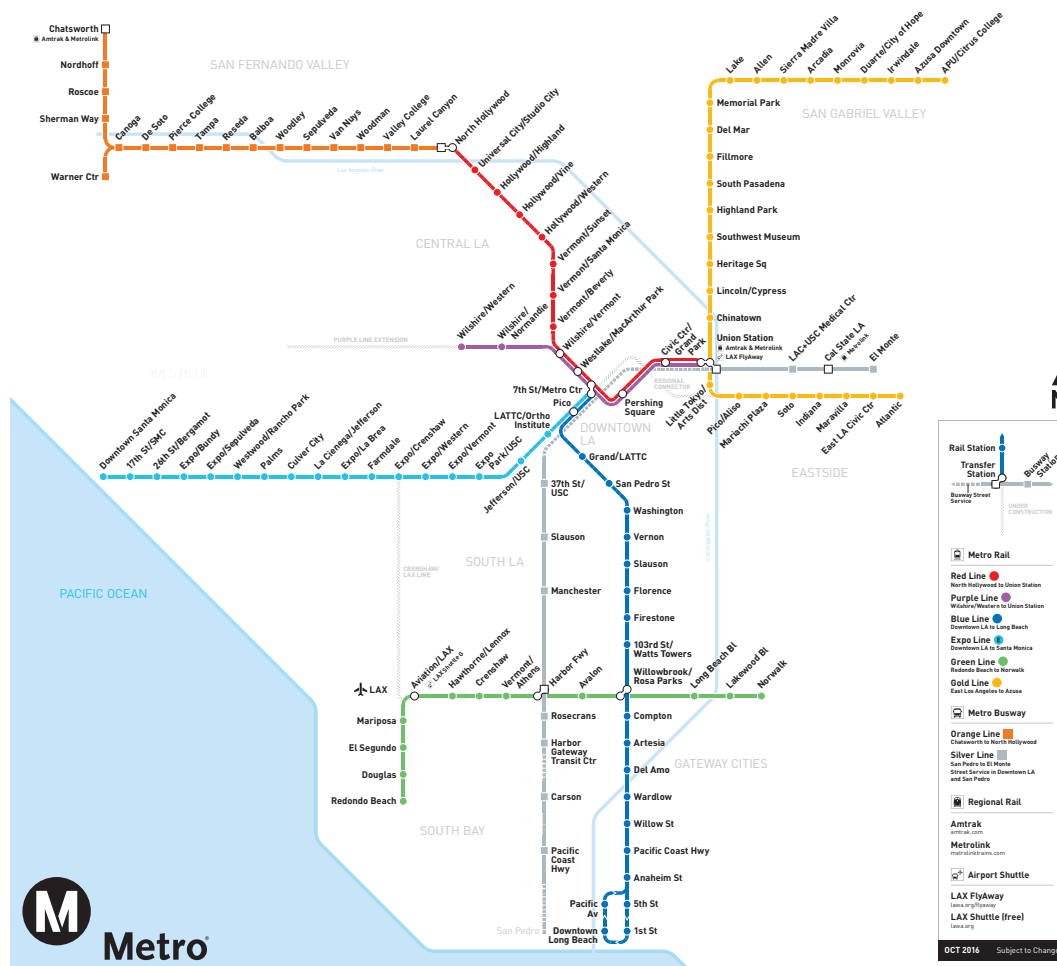 Chatsworth
Amtrak & Metrolink
Nordhoff
Roscoe
Sherman Way
Warner Ctr
SAN FERNANDO VALLEY
Canoga
De Soto
Pierce College
Tampa
Reseda
Balboa
Woodley
Sepulveda
Van Nuys
Woodman
Valley College
Laurel Canyon
North Hollywood
Universal City/Studio City
Hollywood/Highland
Hollywood/Vine
Hollywood/Western
Vermont/Sunset
Vermont/Santa Monica
Vermont/Beverly
Wilshire/Vermont
Westlake/MacArthur Park
Los Angeles River
CENTRAL LA
Lake
Allen
Sierra Madre Villa
Arcadia
Monrovia
Duarte/City of Hope
Irwindale
Azusa Downtown
APU/Citrus College
SAN GABRIEL VALLEY
Memorial Park
Del Mar
Fillmore
South Pasadena
Highland Park
Southwest Museum
Heritage Sq
Lincoln/Cypress
Chinatown
Union Station
Amtrak & Metrolink
LAX FlyAway
LAC+USC Medical Ctr
Cal State LA
Metrolink
El Monte
PURPLE LINE EXTENSION
Wilshire/Western
Wilshire/
Normandie
Civic Ctr/
Grand
Park
REGIONAL
CONNECTOR
WESTSIDE
7th St/Metro Ctr
Pico
LATTC/Ortho
Institute
Pershing
Square
DOWNTOWN
LA
Little Tokyo/
Arts Dist
Pico/Aliso
Mariachi Plaza
Soto
Indiana
Maravilla
East LA Civic Ctr
Atlantic
EASTSIDE
Downtown Santa Monica
17th St/SMC
26th St/Bergamot
Expo/Bundy
Expo/Sepulveda
Westwood/Rancho Park
Palms
Culver City
La Cienega/Jefferson
Expo/La Brea
Farmdale
Expo/Crenshaw
Expo/Western
Expo/Vermont
Expo
Park/USC
Jefferson/USC
Grand/LATTC
37th St/
USC
San Pedro St
Washington
Slauson
Vernon
Slauson
Manchester
Florence
Firestone
103rd St/
Watts Towers
Willowbrook/
Rosa Parks
SOUTH LA
CRENSHAW/
LAX LINE
Los Angeles River
PACIFIC OCEAN
LAX
Aviation/LAX
LAX Shuttle G
Hawthorne/Lennox
Crenshaw
Vermont/
Athens
Harbor Fwy
Avalon
Long Beach Bl
Lakewood Bl
Norwalk
Mariposa
El Segundo
Douglas
Redondo Beach
Rosecrans
Harbor
Gateway
Transit Ctr
Carson
Pacific
Coast
Hwy
San Pedro
Compton
Artesia
Del Amo
Wardlow
Willow St
Pacific Coast Hwy
Anaheim St
5th St
1st St
Pacific
Av
Downtown
Long Beach
GATEWAY CITIES
SOUTH BAY
M
Metro
N
Rail Station
Transfer
Station
Busway
Station
Busway Street
Service
UNDER
CONSTRUCTION
Metro Rail
Red Line
North Hollywood to Union Station
Purple Line
Wilshire/Western to Union Station
Blue Line
Downtown LA to Long Beach
Expo Line E
Downtown LA to Santa Monica
Green Line
Redondo Beach to Norwalk
Gold Line
East Los Angeles to Azusa
Metro Busway
Orange Line
Chatsworth to North Hollywood
Silver Line
San Pedro to El Monte
Street Service in Downtown LA
and San Pedro
Regional Rail
Amtrak
amtrak.com
Metrolink
metrolinktrains.com
Airport Shuttle
LAX FlyAway
lawa.org/flyaway
LAX Shuttle (free)
lawa.org
OCT 2016 Subject to Change